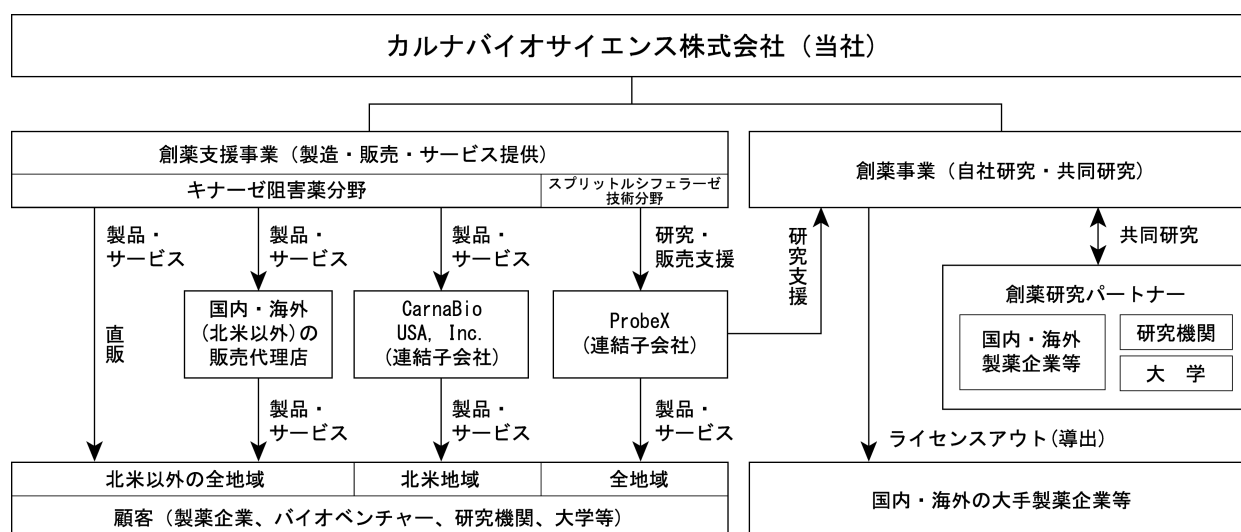 カルナバイオサイエンス株式会社（当社）
創薬支援事業（製造・販売・サービス提供）
キナーゼ阻害薬分野
スプリットルシフェラーゼ
技術分野
創薬事業（自社研究・共同研究）
製品・
サービス
製品・
サービス
製品・
サービス
研究・
販売支援
研究支援
共同研究
直販
国内・海外
(北米以外)の
販売代理店
CarnaBio
USA, Inc.
(連結子会社)
ProbeX
(連結子会社)
創薬研究パートナー
国内・海外
製薬企業等
研究機関
大　学
製品・
サービス
製品・
サービス
製品・
サービス
ライセンスアウト(導出)
北米以外の全地域
北米地域
全地域
顧客（製薬企業、バイオベンチャー、研究機関、大学等）
国内・海外の大手製薬企業等